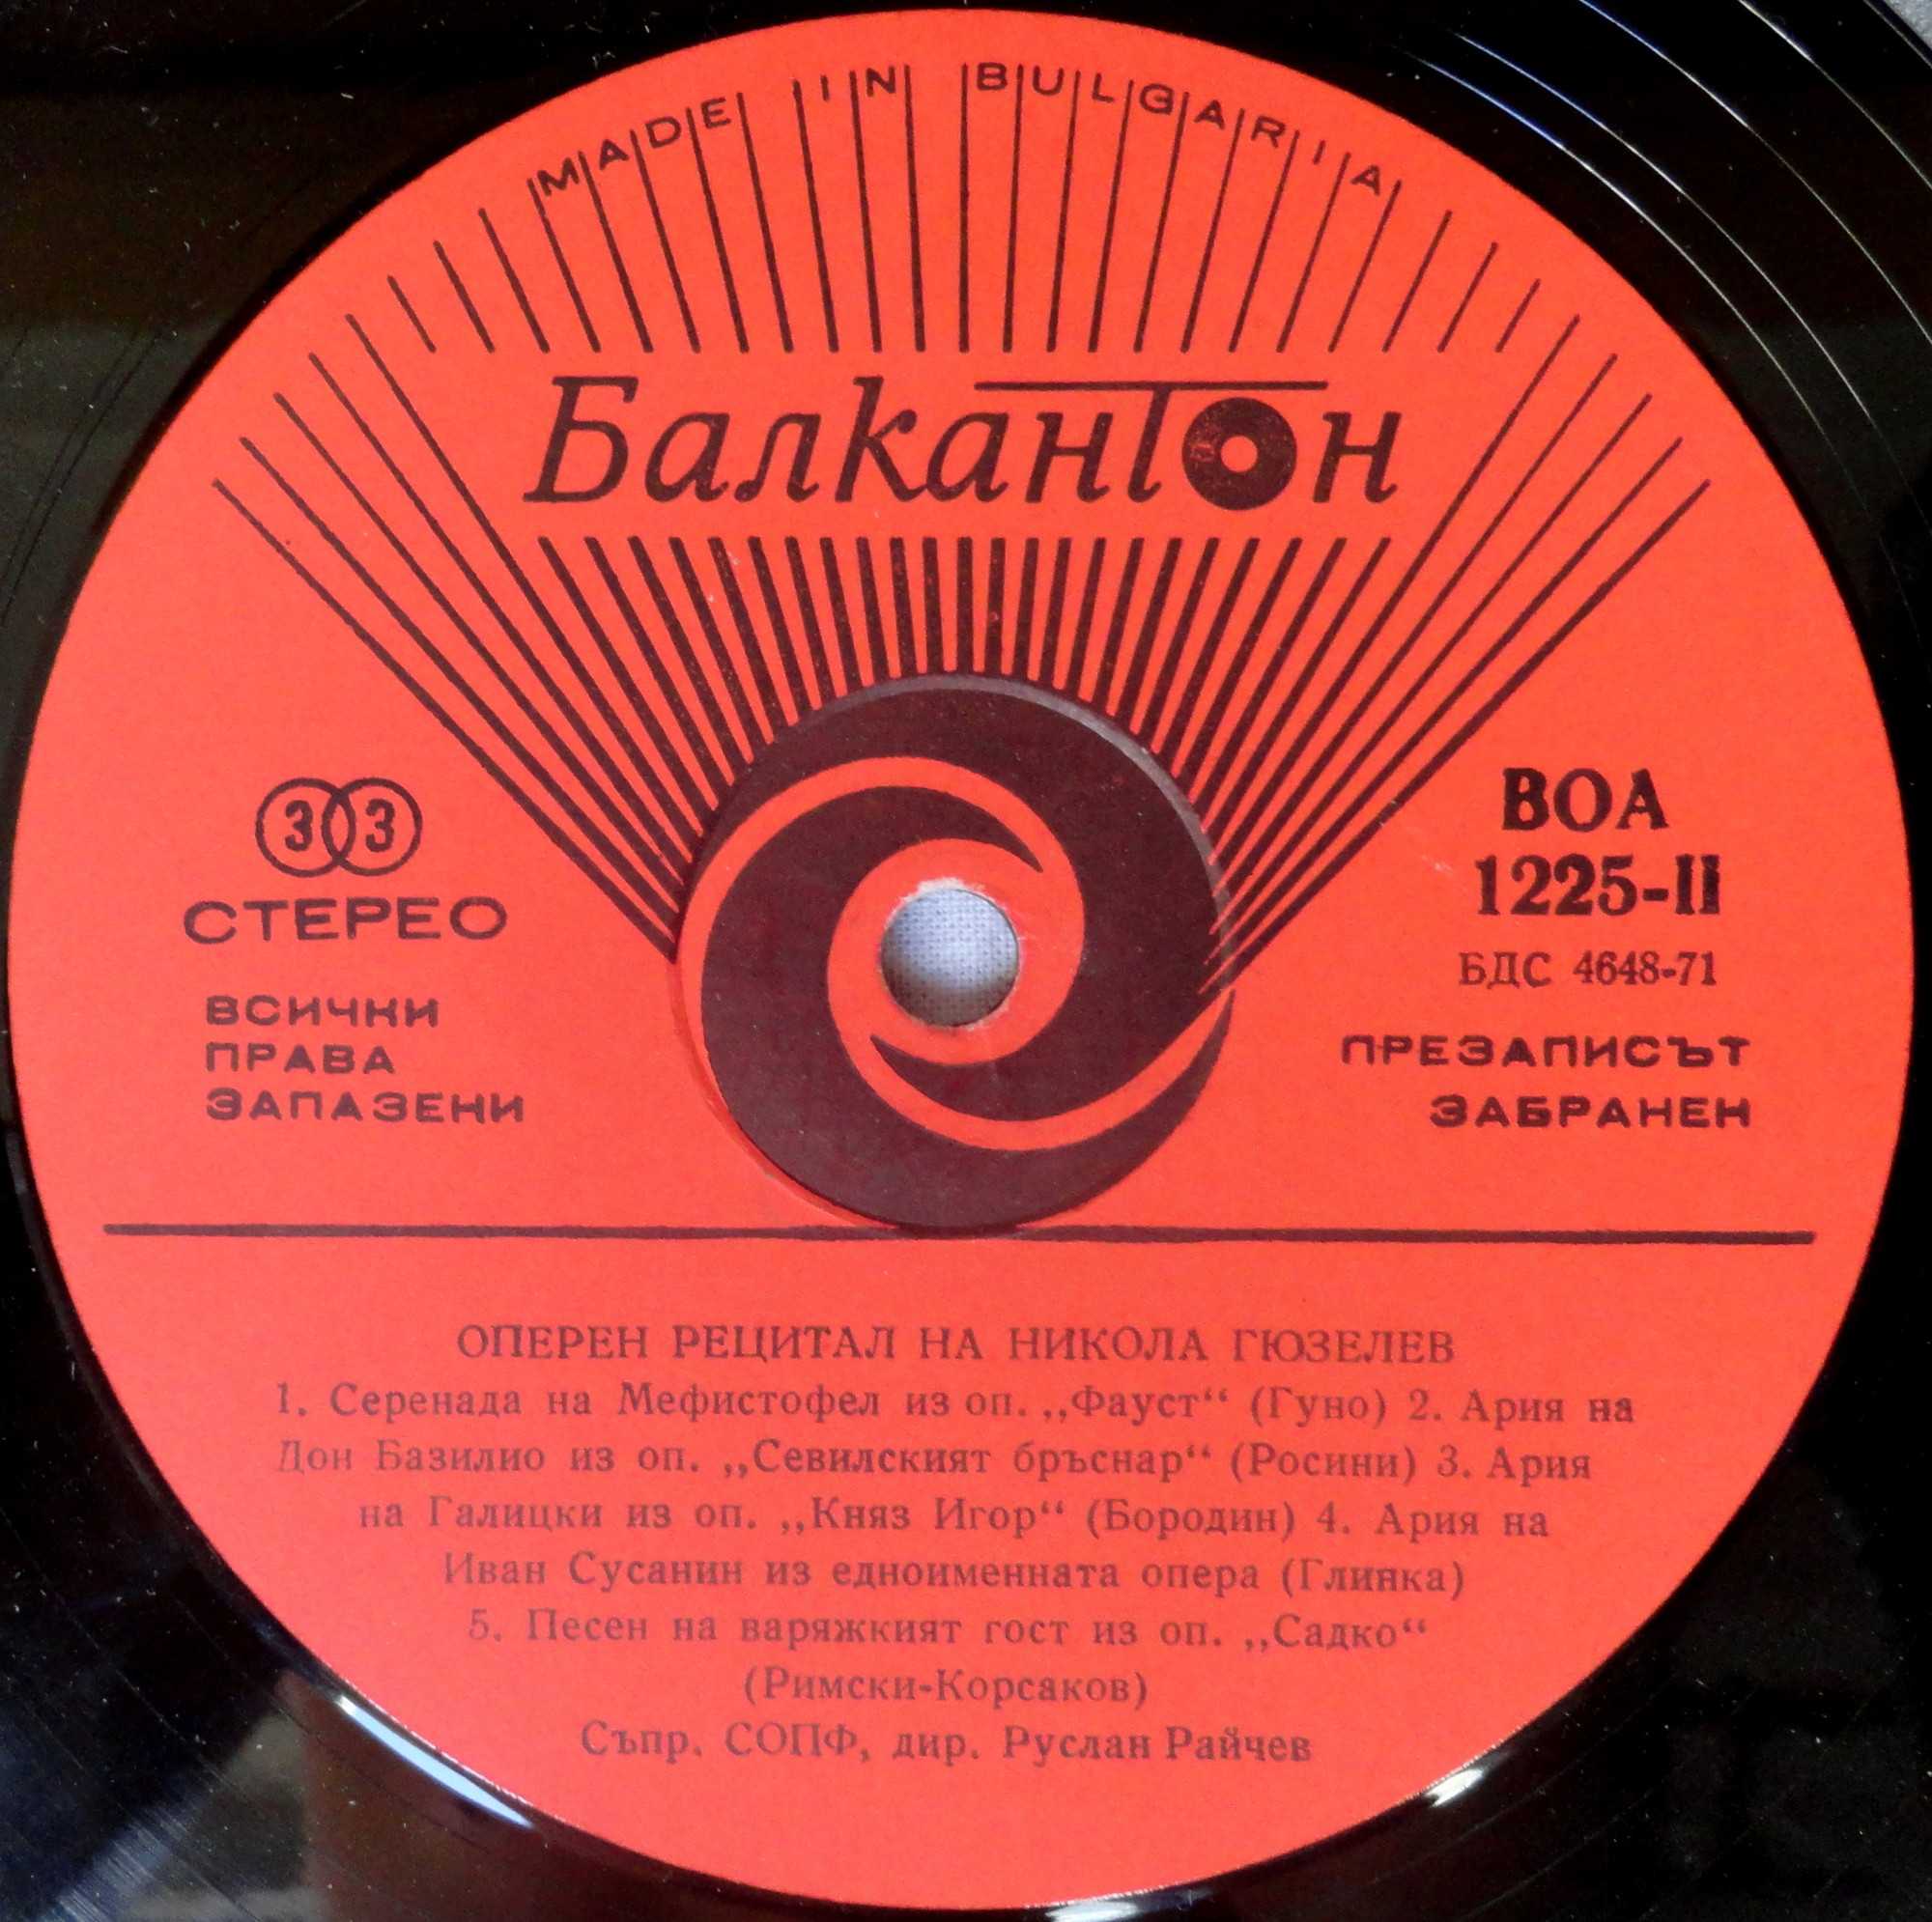 MADE IN BULGARIA
Балкантон
33
СТЕРЕО
ВСИЧКИ
ПРАВА
ЗАПАЗЕНИ
ВОА
1225-II
БДС 4648-71
ПРЕЗАПИСЪТ
ЗАБРАНЕН
ОПЕРЕН РЕЦИТАЛ НА НИКОЛА ГЮЗЕЛЕВ
1. Серенада на Мефистофел из оп. „Фауст“ (Гуно) 2. Ария на
Дон Базилио из оп. „Севилският бръснар“ (Росини) 3. Ария
на Галицки из оп. „Княз Игор“ (Бородин) 4. Ария на
Иван Сусанин из едноименната опера (Глинка)
5. Песен на варяжкият гост из оп. „Садко“
(Римски-Корсаков)
Съпр. СОПФ, дир. Руслан Райчев